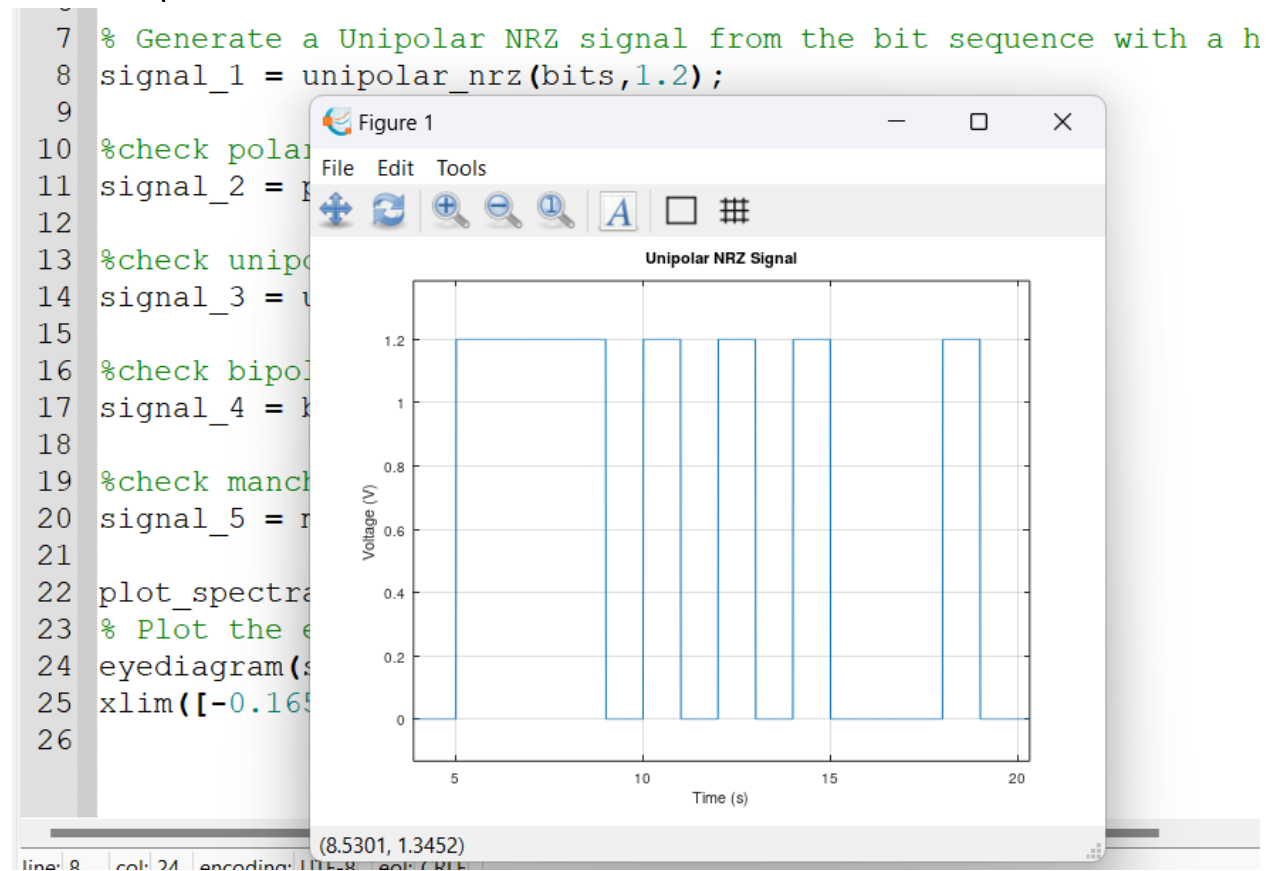 7 % Generate a Unipolar NRZ signal from the bit sequence with a h
8 signal_1 = unipolar_nrz(bits,1.2);
9
10 %check polar
11 signal_2 = p
12
13 %check unipo
14 signal_3 = u
15
16 %check bipol
17 signal_4 = b
18
19 %check manch
20 signal_5 = m
21
22 plot_spectra
23 % Plot the e
24 eyediagram(s
25 xlim([-0.165
26
Figure 1
File Edit Tools
A
Unipolar NRZ Signal
1.2
1
0.8
0.6
0.4
0.2
0
Voltage (V)
5 10 15 20
Time (s)
(8.5301, 1.3452)
line: 8 col: 24 encoding: UTF-8 eol: CRLF